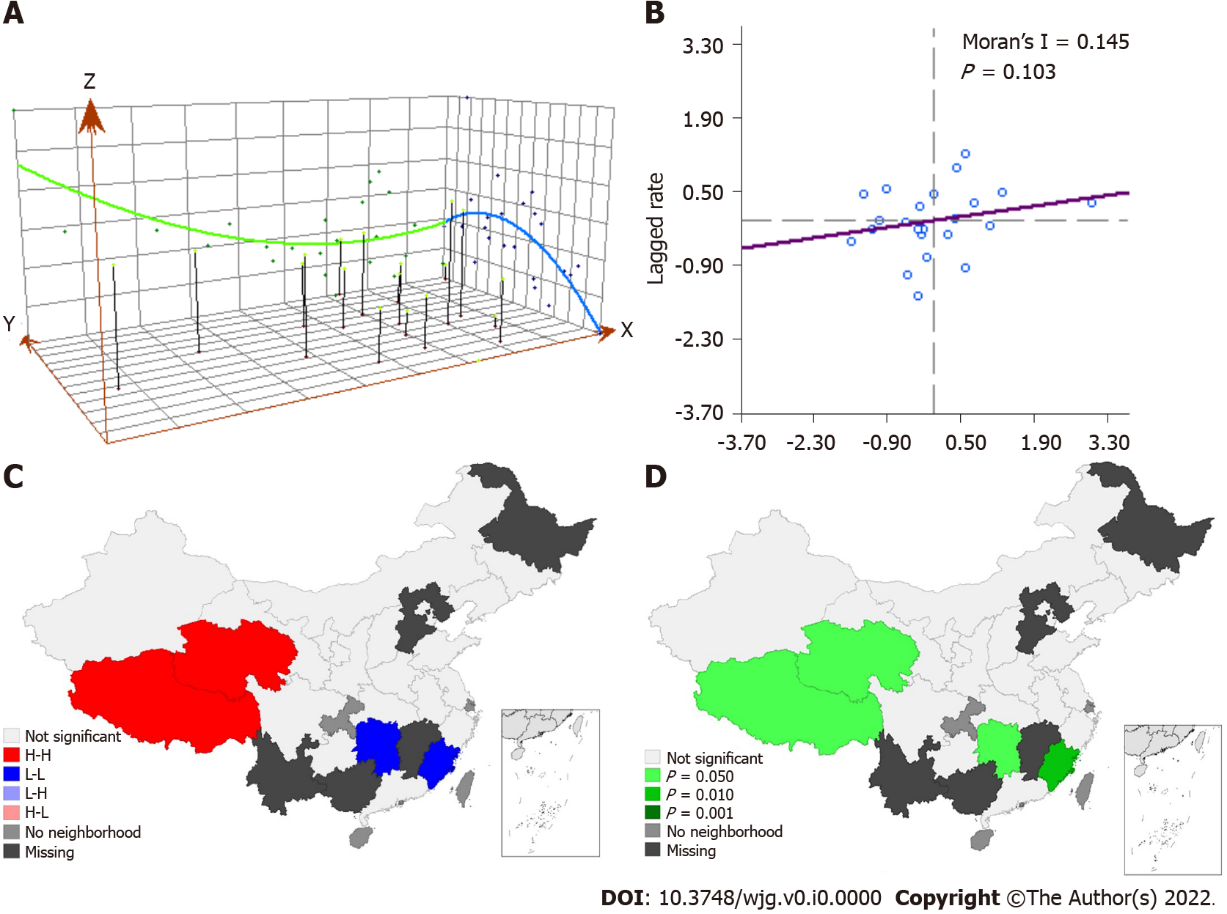 A
Z
Y
X
B
Moran's I = 0.145
P = 0.103
3.30
1.90
0.50
-0.90
-2.30
-3.70
Lagged rate
-3.70 -2.30 -0.90 0.50 1.90 3.30
C
Not significant
H-H
L-L
L-H
H-L
No neighborhood
Missing
D
Not significant
P = 0.050
P = 0.010
P = 0.001
No neighborhood
Missing
DOI: 10.3748/wjg.v0.i0.0000 Copyright ©The Author(s) 2022.